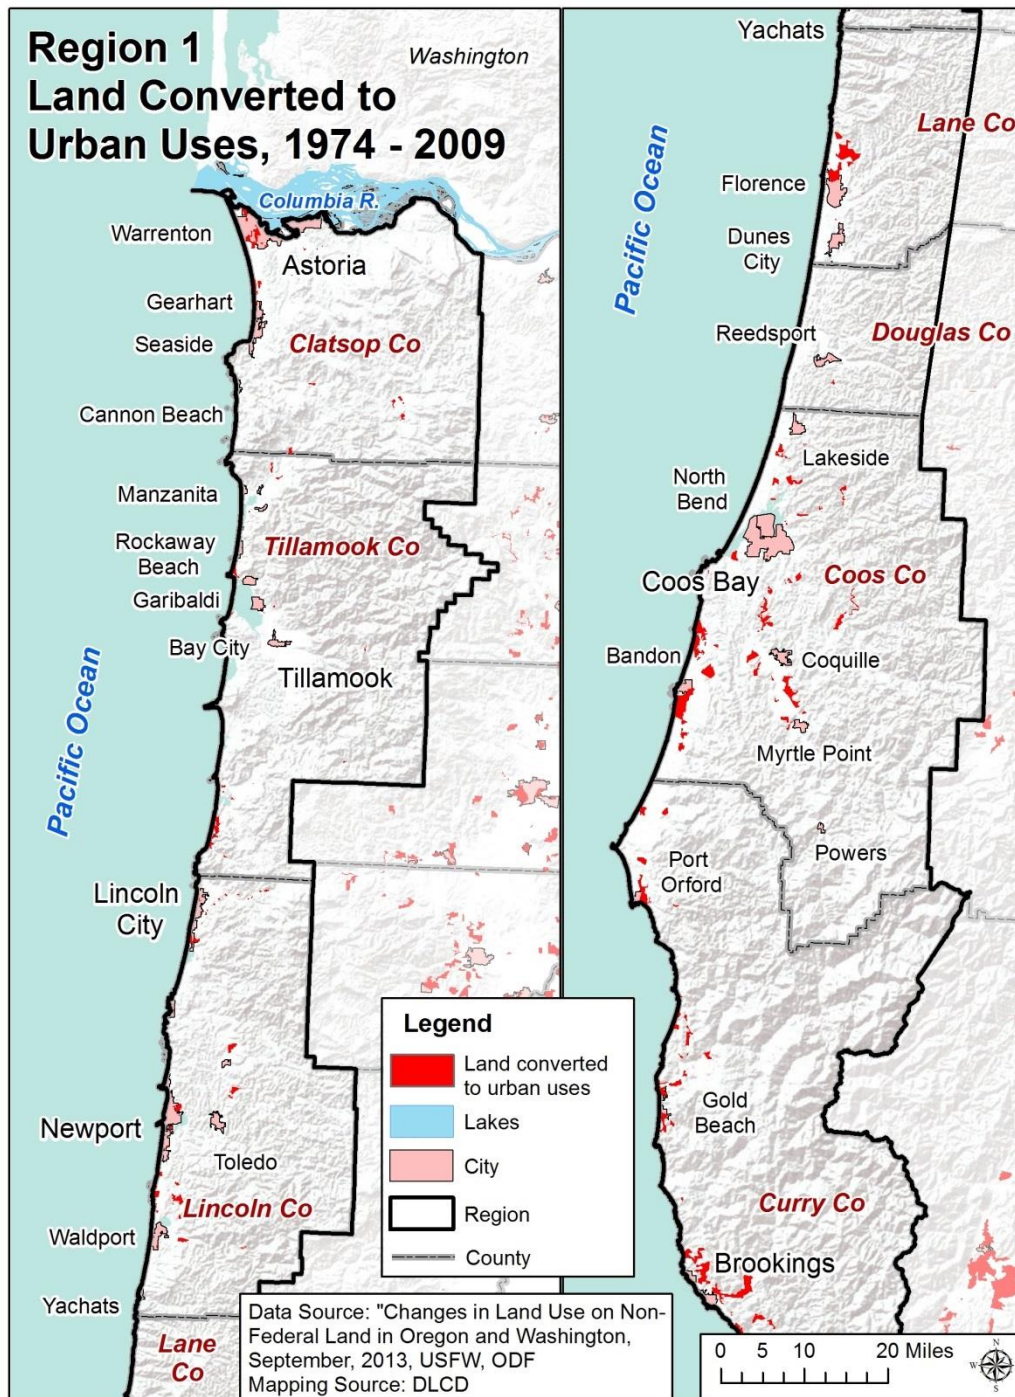 Region 1
Land Converted to
Urban Uses, 1974 - 2009
Washington
Columbia R.
Warrenton
Astoria
Gearhart
Seaside
Clatsop Co
Cannon Beach
Manzanita
Rockaway
Beach
Tillamook Co
Garibaldi
Bay City
Tillamook
Pacific Ocean
Lincoln
City
Newport
Toledo
Lincoln Co
Waldport
Yachats
Lane
Co
Legend
Land converted
to urban uses
Lakes
City
Region
County
Data Source: "Changes in Land Use on Non-
Federal Land in Oregon and Washington,
September, 2013, USFW, ODF
Mapping Source: DLCD
Yachats
Lane Co
Pacific Ocean
Florence
Dunes
City
Reedsport
Douglas Co
Lakeside
North
Bend
Coos Bay
Coos Co
Bandon
Coquille
Myrtle Point
Powers
Port
Orford
Gold
Beach
Curry Co
Brookings
0 5 10 20 Miles
N
W E
S